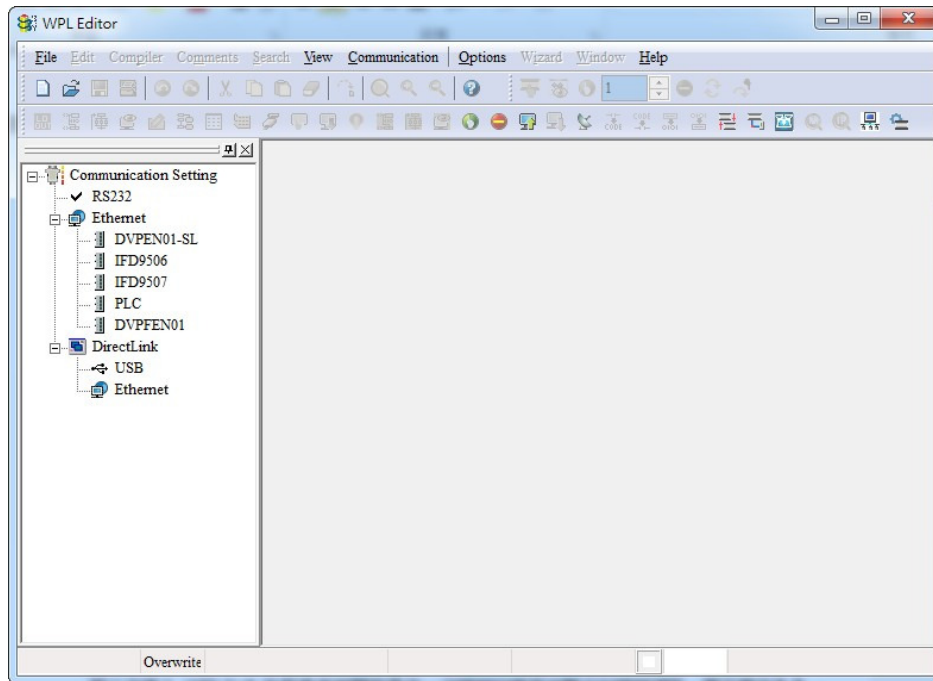 WPL Editor
File Edit Compiler Comments Search View Communication Options Wizard Window Help
1
Communication Setting
RS232
Ethernet
DVPEN01-SL
IFD9506
IFD9507
PLC
DVPFEN01
DirectLink
USB
Ethernet
Overwrite